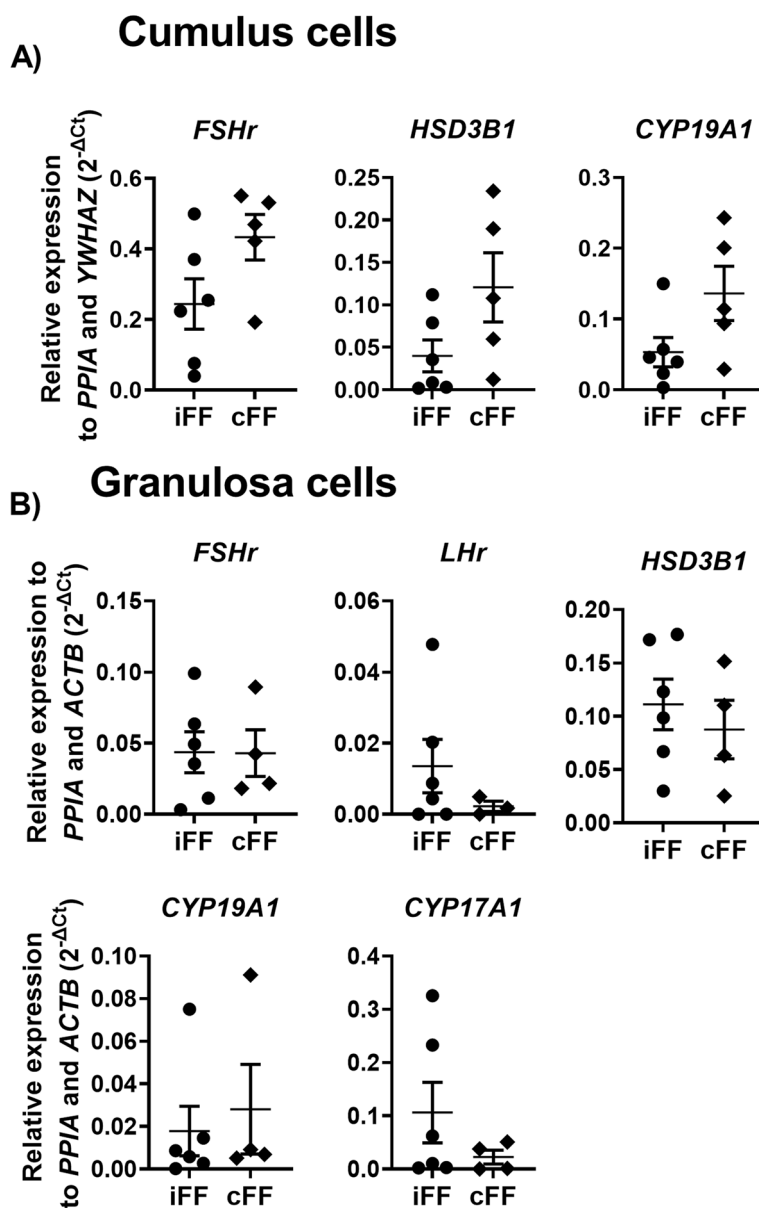 Cumulus cells
A)
Relative expression
to PPIA and YWHAZ (2-ΔCt)
FSHr
0.6
0.4
0.2
0.0
iFF cFF
HSD3B1
0.25
0.20
0.15
0.10
0.05
0.00
iFF cFF
CYP19A1
0.3
0.2
0.1
0.0
iFF cFF
Granulosa cells
B)
Relative expression to
PPIA and ACTB (2-ΔCt)
FSHr
0.15
0.10
0.05
0.00
iFF cFF
LHr
0.06
0.04
0.02
0.00
iFF cFF
HSD3B1
0.20
0.15
0.10
0.05
0.00
iFF cFF
Relative expression
to PPIA and ACTB (2-ΔCt)
CYP19A1
0.10
0.08
0.06
0.04
0.02
0.00
iFF cFF
CYP17A1
0.4
0.3
0.2
0.1
0.0
iFF cFF